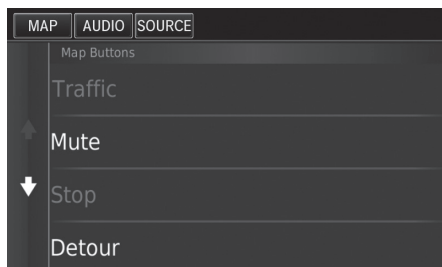 MAP AUDIO SOURCE
Map Buttons
Traffic
Mute
Stop
Detour